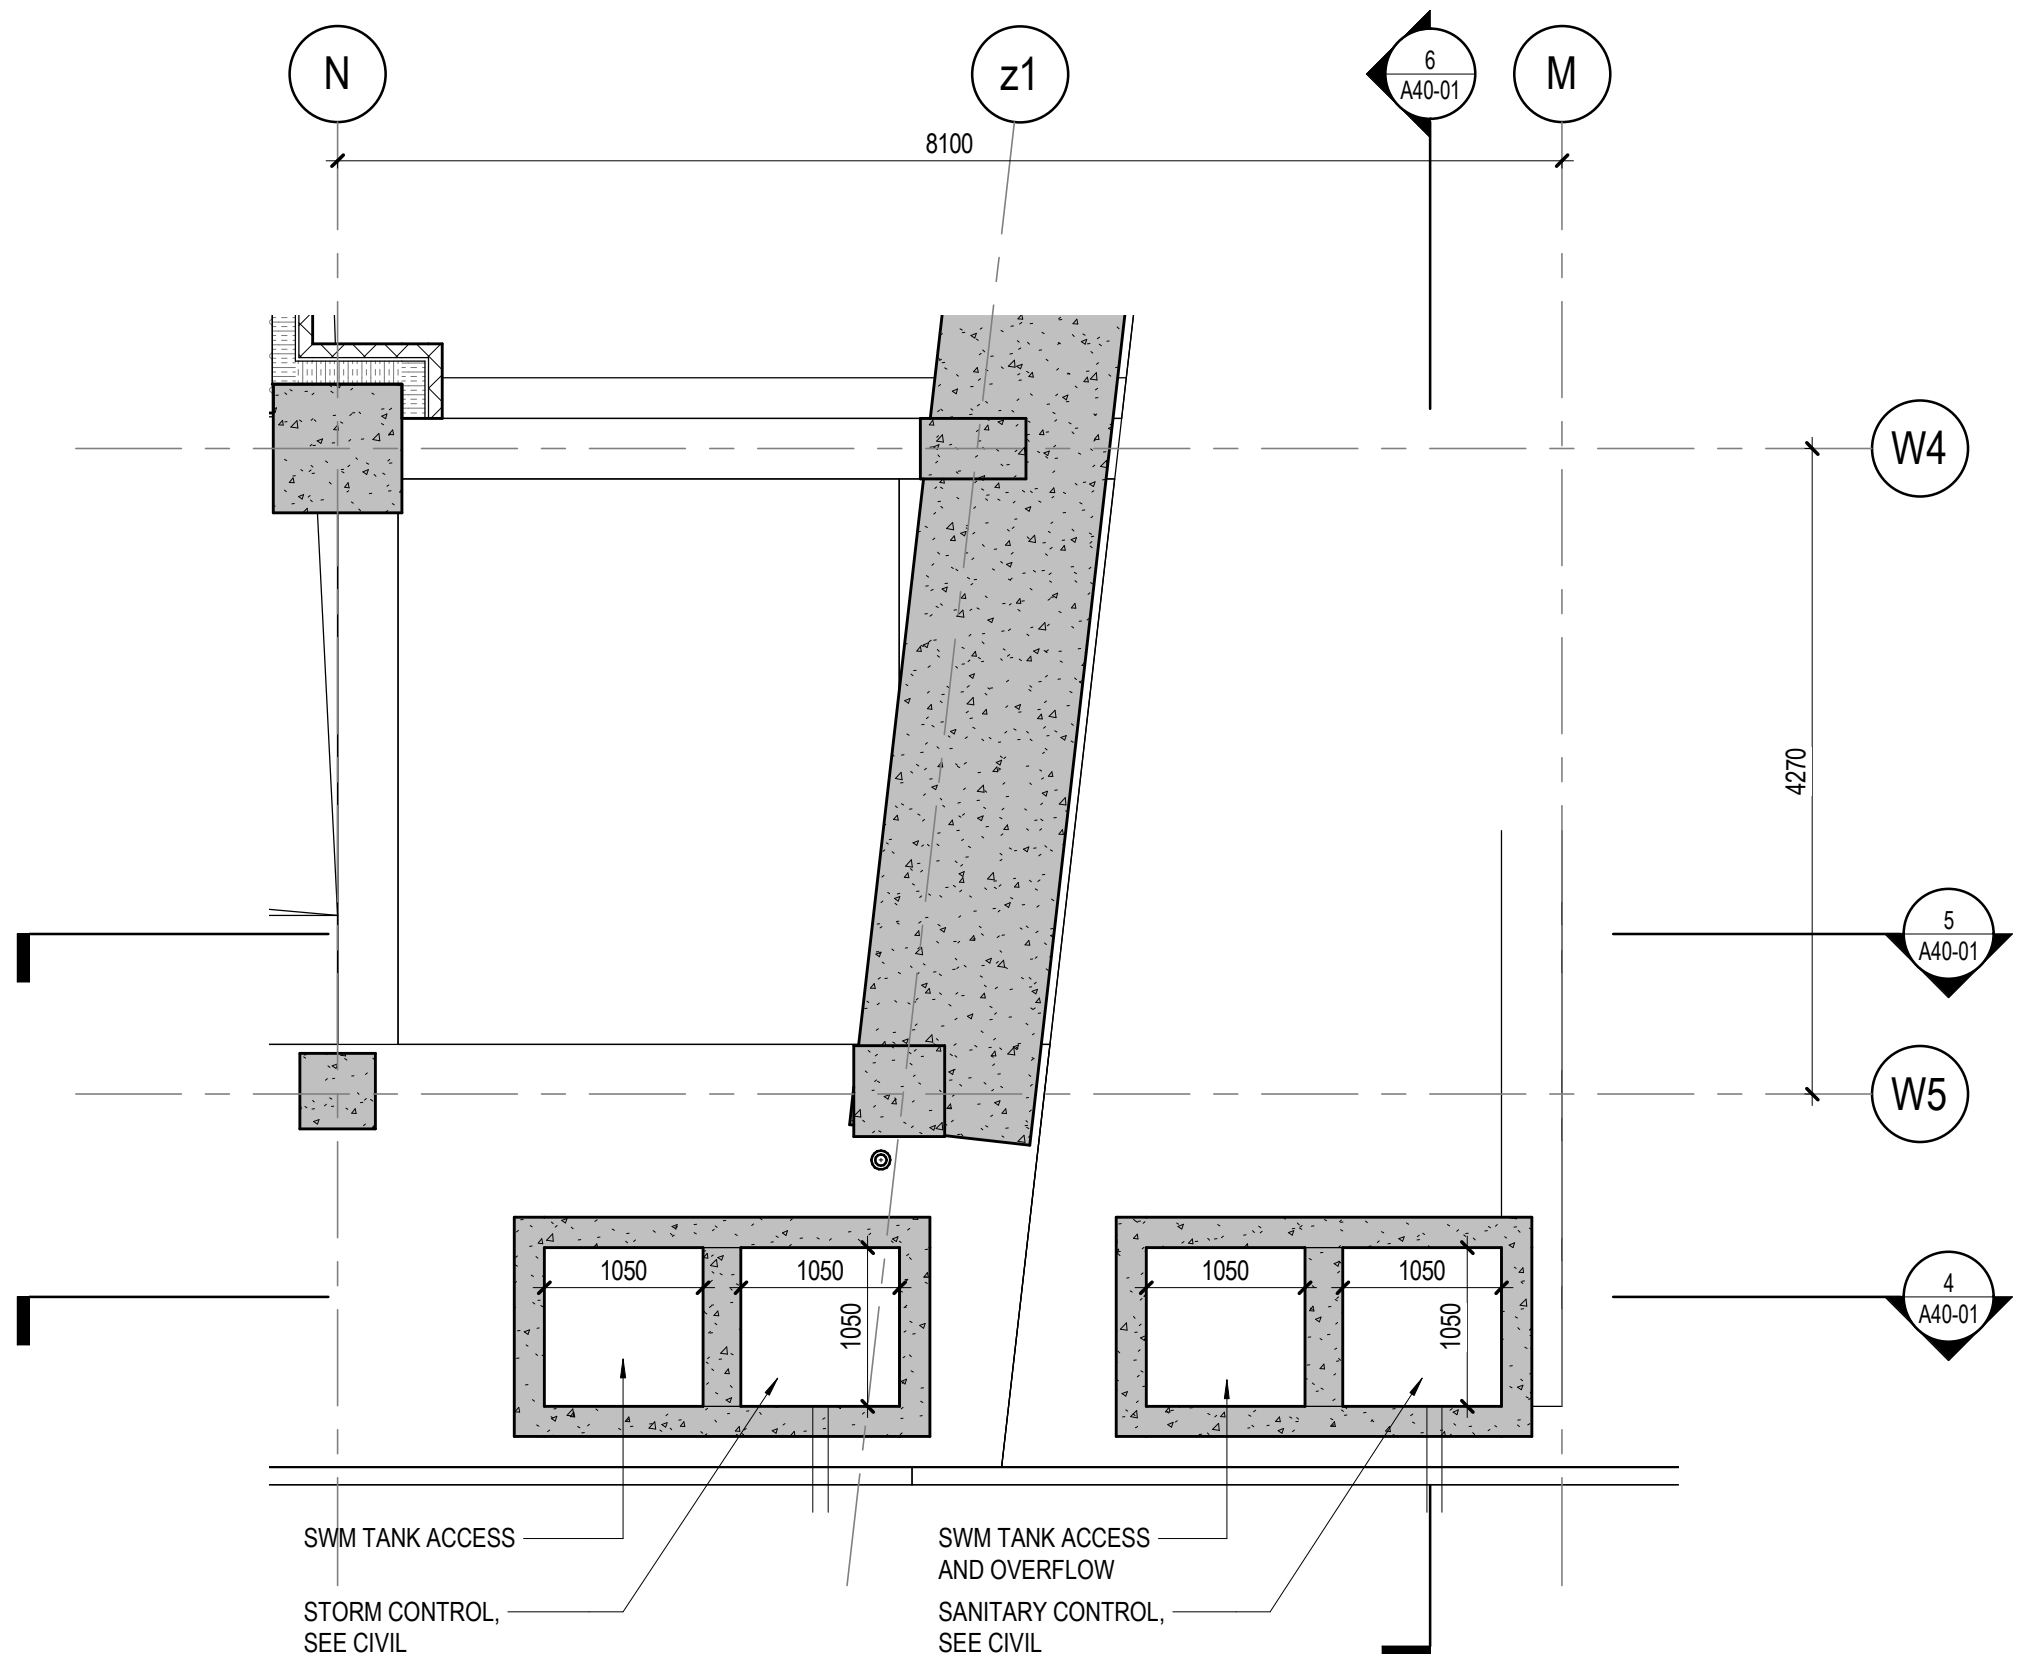 N
z1
6
A40-01
M
8100
W4
4270
5
A40-01
W5
1050
1050
1050
1050
1050
1050
4
A40-01
SWM TANK ACCESS
STORM CONTROL,
SEE CIVIL
SWM TANK ACCESS
AND OVERFLOW
SANITARY CONTROL,
SEE CIVIL